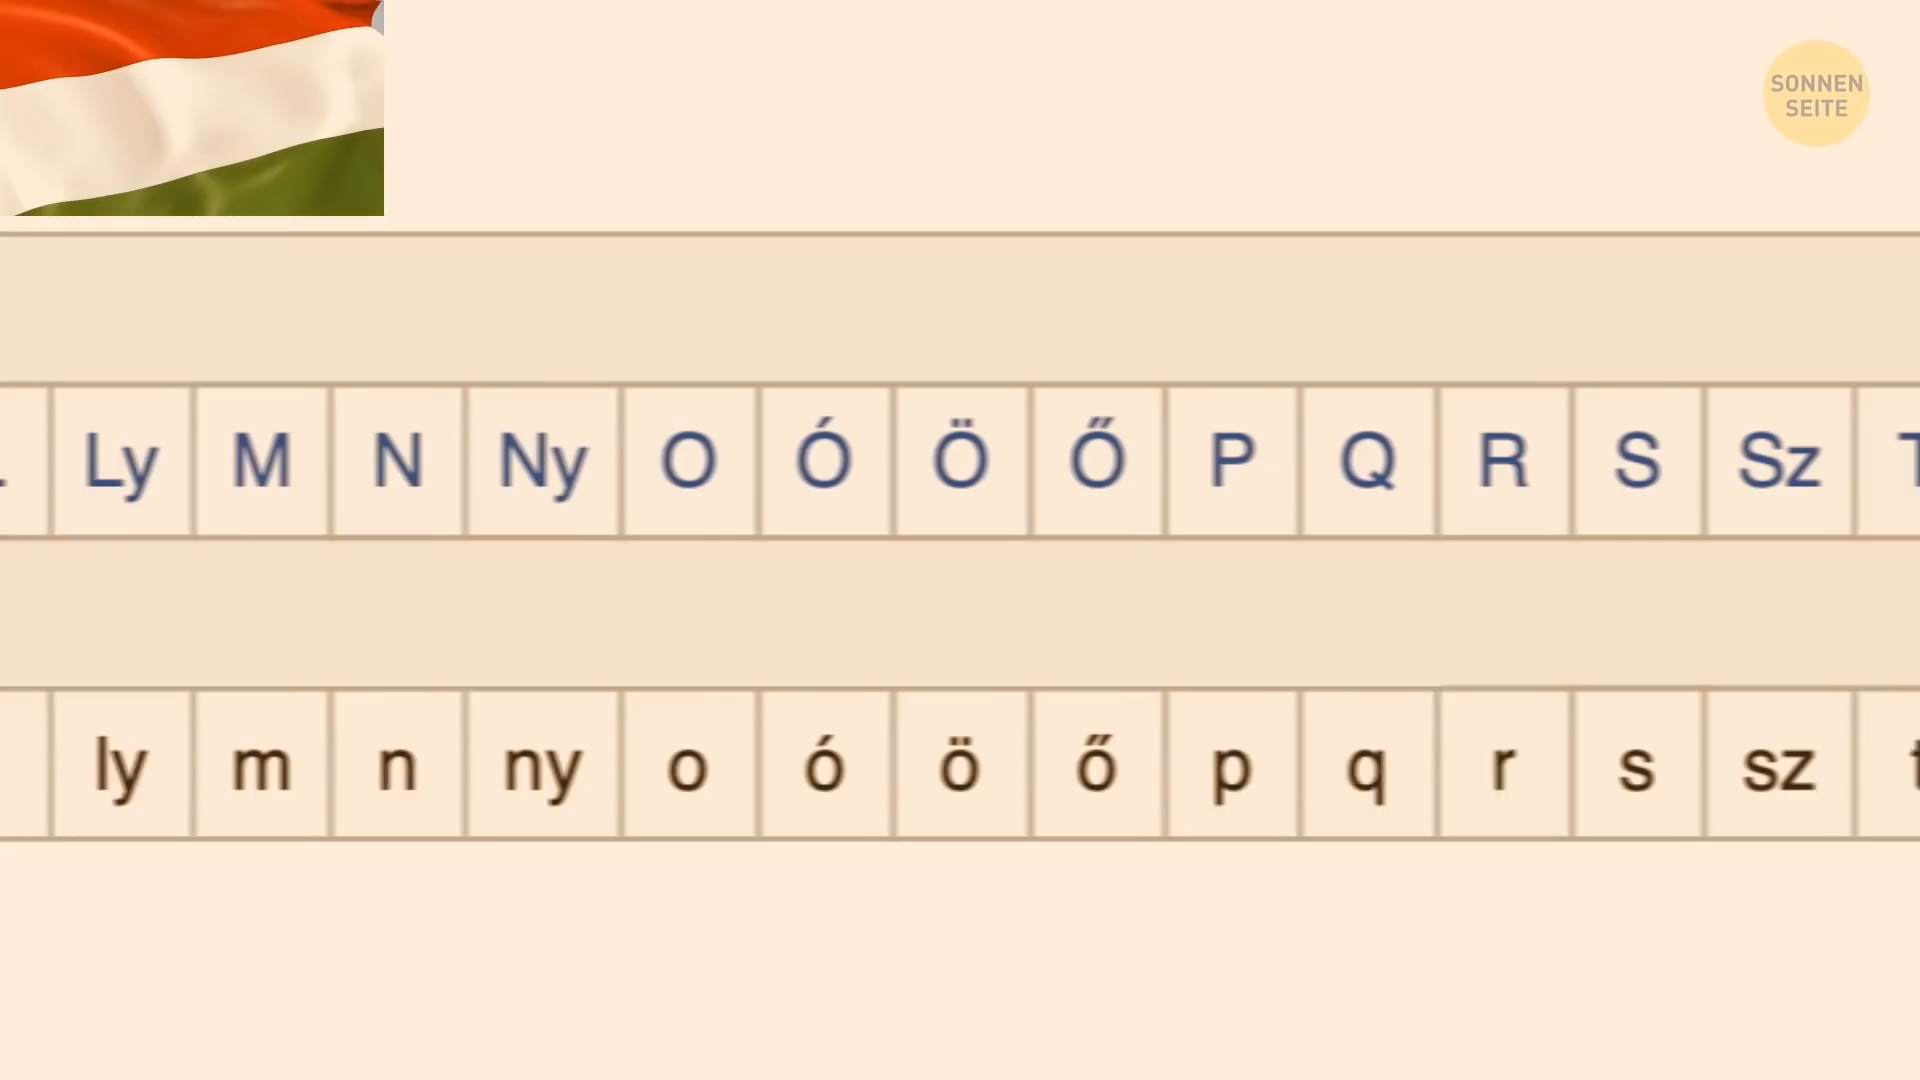 SONNEN
SEITE
Ly M N Ny O Ó Ö Ő P Q R S Sz T
ly m n ny o ó ö ő p q r s sz t